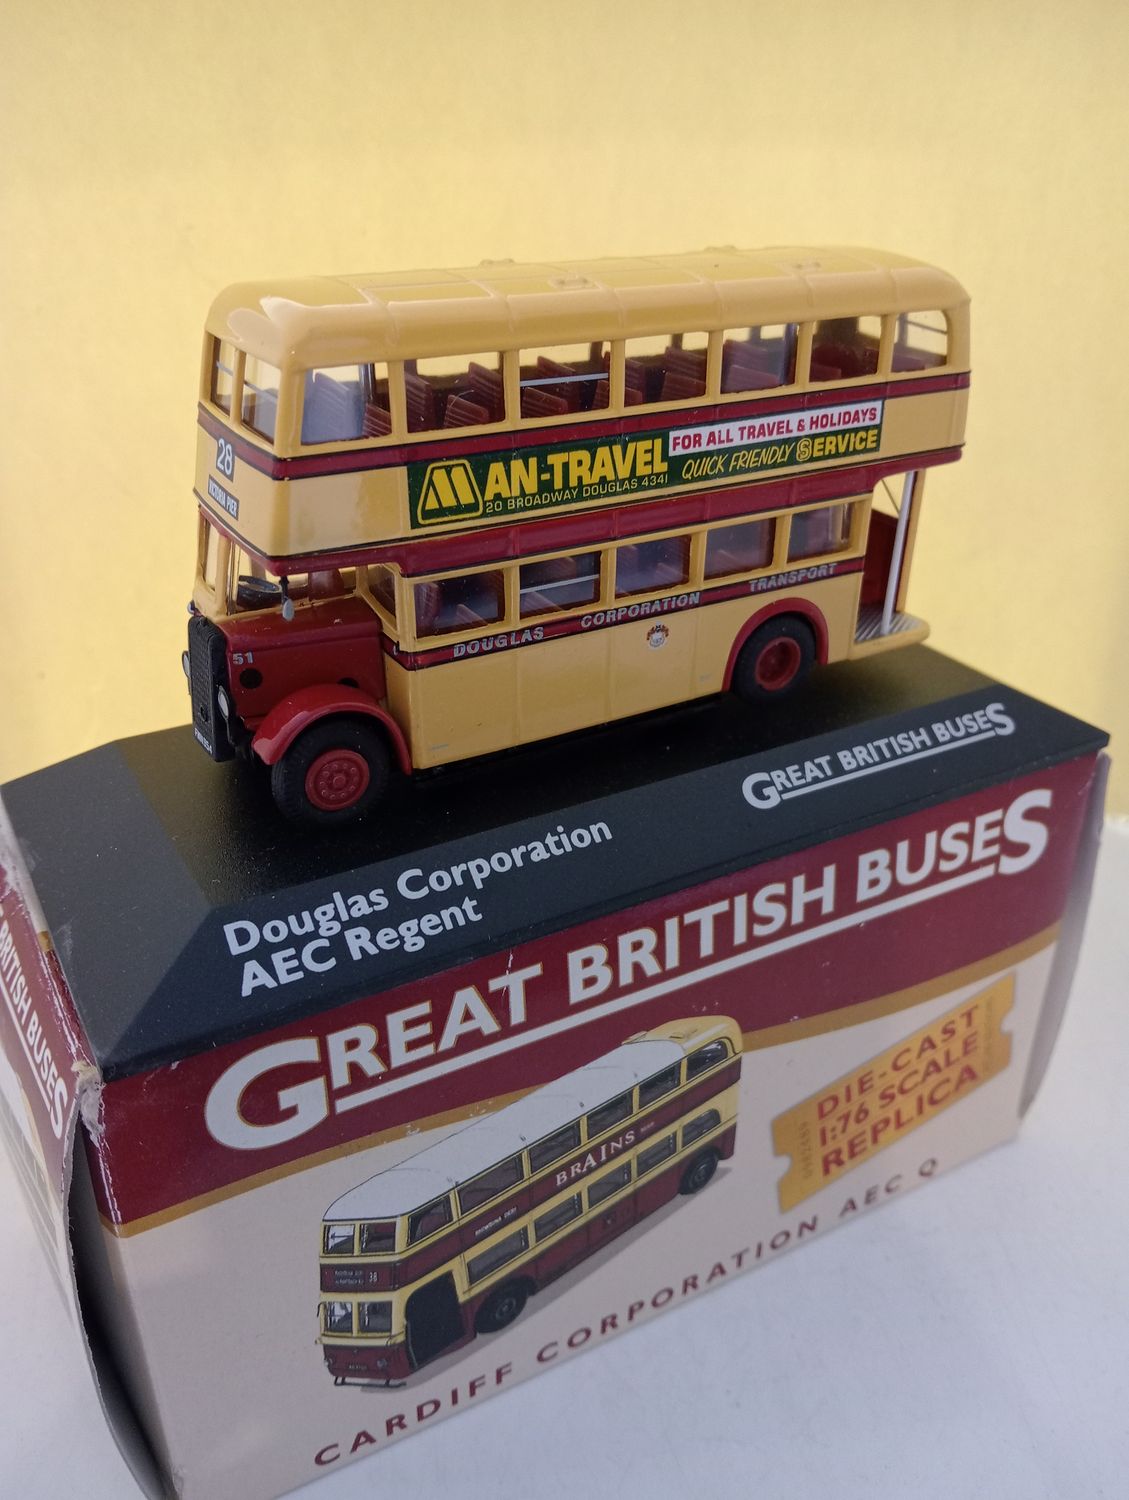 28
VICTORIA PIER
MAN-TRAVEL
20 BROADWAY DOUGLAS 4341
FOR ALL TRAVEL & HOLIDAYS
QUICK FRIENDLY SERVICE
DOUGLAS CORPORATION TRANSPORT
51
GREAT BRITISH BUSES
Douglas Corporation
AEC Regent
GREAT BRITISH BUSES
BRITISH BUSES
DIE-CAST
1:76 SCALE
REPLICA
BRAINS
38
CARDIFF CORPORATION AEC Q